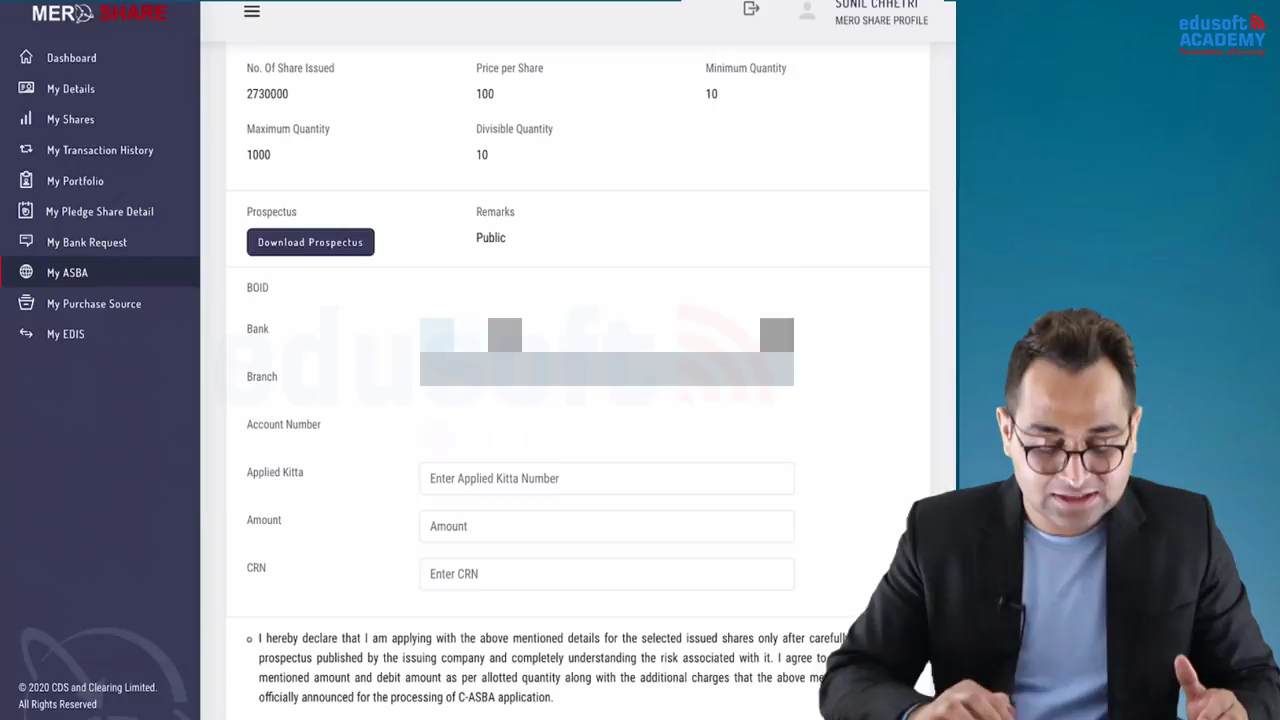 MERO SHARE
SUNIL CHHETRI
MERO SHARE PROFILE
edusoft
ACADEMY
Dashboard
My Details
My Shares
My Transaction History
My Portfolio
My Pledge Share Detail
My Bank Request
My ASBA
My Purchase Source
My EDIS
© 2020 CDS and Clearing Limited.
All Rights Reserved
No. Of Share Issued
Price per Share
Minimum Quantity
2730000
100
10
Maximum Quantity
Divisible Quantity
1000
10
Prospectus
Remarks
Download Prospectus
Public
BOID
Bank
edusoft
Branch
Account Number
Applied Kitta
Enter Applied Kitta Number
Amount
Amount
CRN
Enter CRN
I hereby declare that I am applying with the above mentioned details for the selected issued shares only after
prospectus published by the issuing company and completely understanding the risk associated with it. I agree to
mentioned amount and debit amount as per allotted quantity along with the additional charges that the above
officially announced for the processing of C-ASBA application.